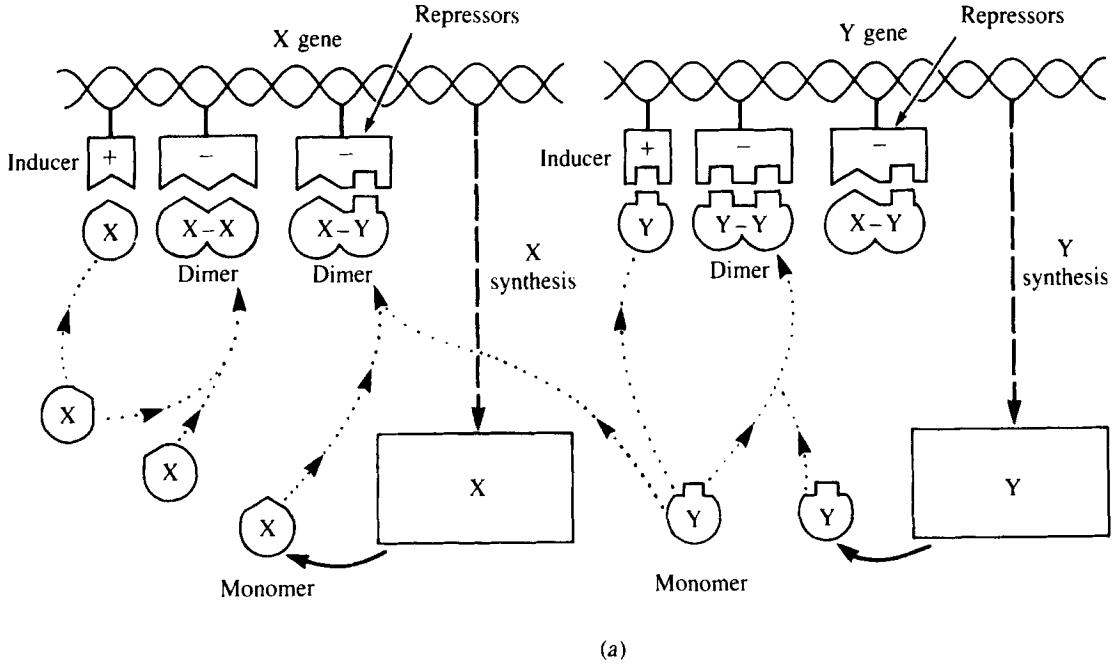 Repressors
X gene
Inducer
+
−
−
X
X – X
X – Y
Dimer
Dimer
X
synthesis
X
X
X
X
Monomer
Repressors
Y gene
Inducer
+
−
−
Y
Y – Y
X – Y
Dimer
Y
synthesis
Y
Y
Y
Monomer
(a)